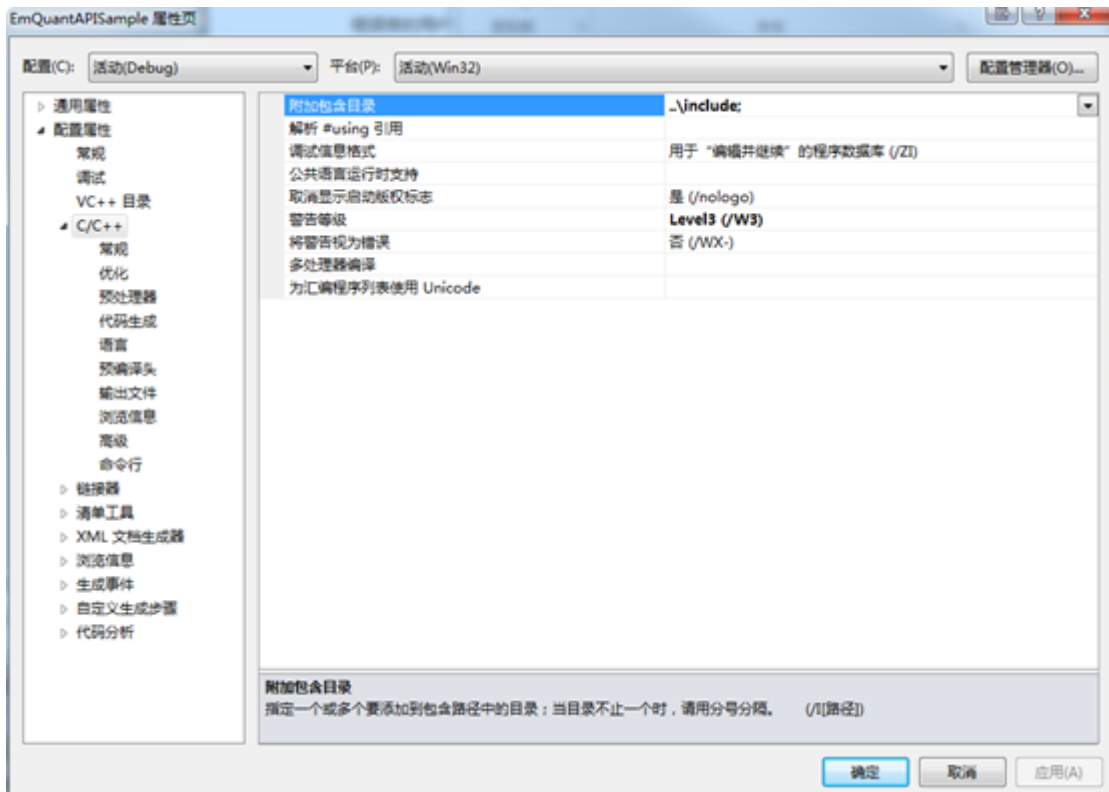 EmQuantAPISample 属性页
配置(C): 活动(Debug) 平台(P): 活动(Win32) 配置管理器(O)...
通用属性
配置属性
常规
调试
VC++ 目录
C/C++
常规
优化
预处理器
代码生成
语言
预编译头
输出文件
浏览信息
高级
命令行
链接器
清单工具
XML 文档生成器
浏览信息
生成事件
自定义生成步骤
代码分析
附加包含目录 ..\include;
解析 #using 引用
调试信息格式 用于“编辑并继续”的程序数据库 (/ZI)
公共语言运行时支持
取消显示启动版权标志 是 (/nologo)
警告等级 Level3 (/W3)
将警告视为错误 否 (/WX-)
多处理器编译
为汇编程序列表使用 Unicode
附加包含目录
指定一个或多个要添加到包含路径中的目录；当目录不止一个时，请用分号分隔。 (/I[路径])
确定 取消 应用(A)